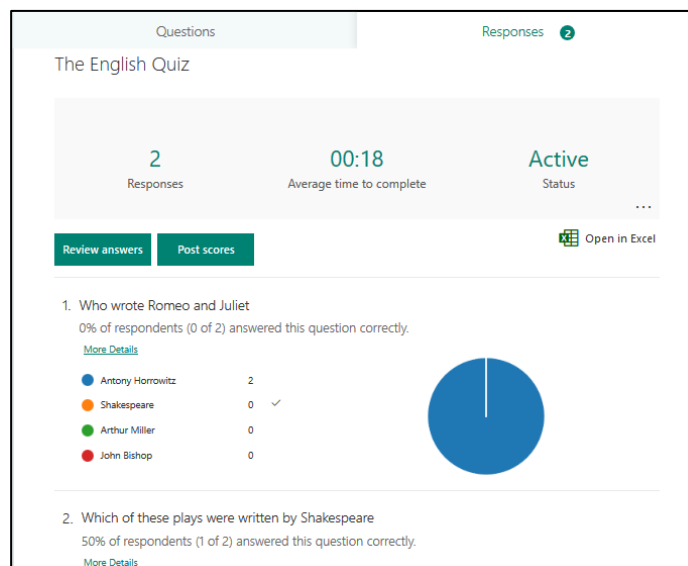 Questions
Responses 2
The English Quiz
2
Responses
00:18
Average time to complete
Active
Status
...
Review answers
Post scores
Open in Excel
1. Who wrote Romeo and Juliet
0% of respondents (0 of 2) answered this question correctly.
More Details
Antony Horrowitz 2
Shakespeare 0 ✓
Arthur Miller 0
John Bishop 0
2. Which of these plays were written by Shakespeare
50% of respondents (1 of 2) answered this question correctly.
More Details